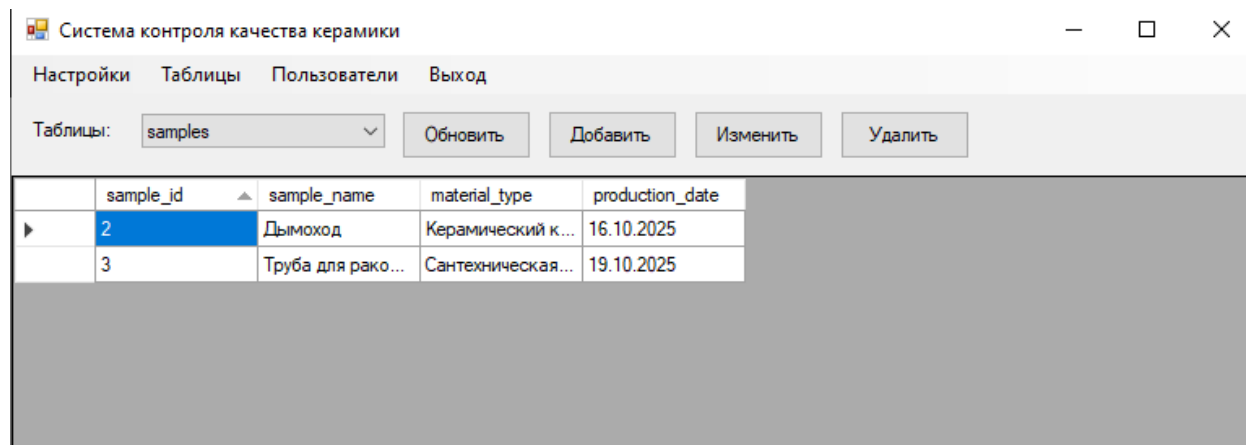 Система контроля качества керамики
Настройки Таблицы Пользователи Выход
Таблицы: samples Обновить Добавить Изменить Удалить
sample_id sample_name material_type production_date
2 Дымоход Керамический к... 16.10.2025
3 Труба для рако... Сантехническая... 19.10.2025